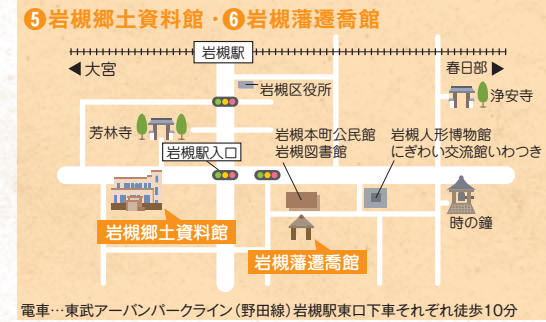 ❺岩槻郷土資料館・❻岩槻藩遷喬館
岩槻駅
◀大宮
春日部▶
岩槻区役所
浄安寺
芳林寺
岩槻駅入口
岩槻本町公民館
岩槻図書館
岩槻人形博物館
にぎわい交流館いわつき
時の鐘
岩槻郷土資料館
岩槻藩遷喬館
電車…東武アーバンパークライン（野田線）岩槻駅東口下車それぞれ徒歩10分